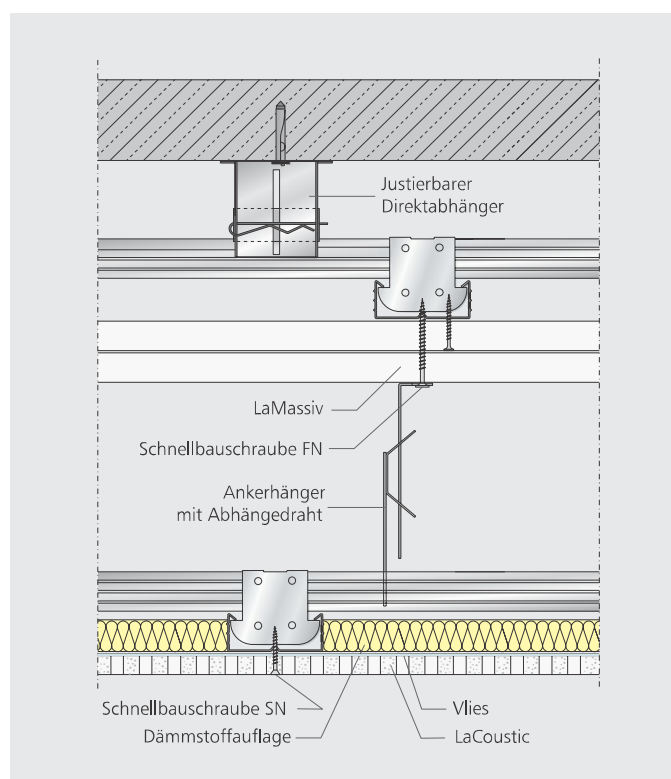 Justierbarer
Direktabhänger
LaMassiv
Schnellbauschraube FN
Ankerhänger
mit Abhängedraht
Schnellbauschraube SN
Vlies
Dämmstoffauflage
LaCoustic